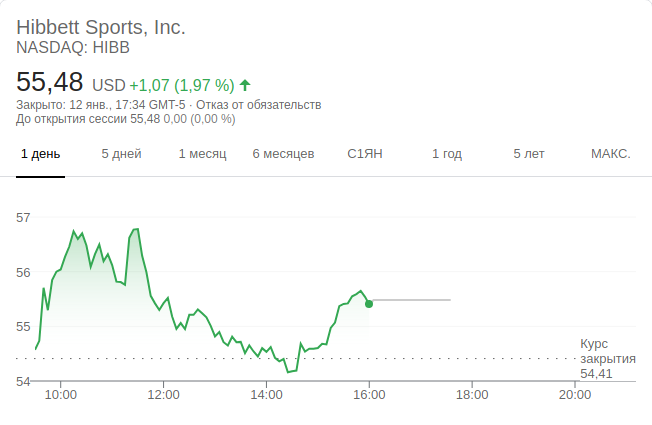 Hibbett Sports, Inc.
NASDAQ: HIBB
55,48 USD +1,07 (1,97 %)
Закрыто: 12 янв., 17:34 GMT-5 · Отказ от обязательств
До открытия сессии 55,48 0,00 (0,00 %)
1 день 5 дней 1 месяц 6 месяцев С1ЯН 1 год 5 лет МАКС.
57
56
55
54
Курс
закрытия
54,41
10:00 12:00 14:00 16:00 18:00 20:00